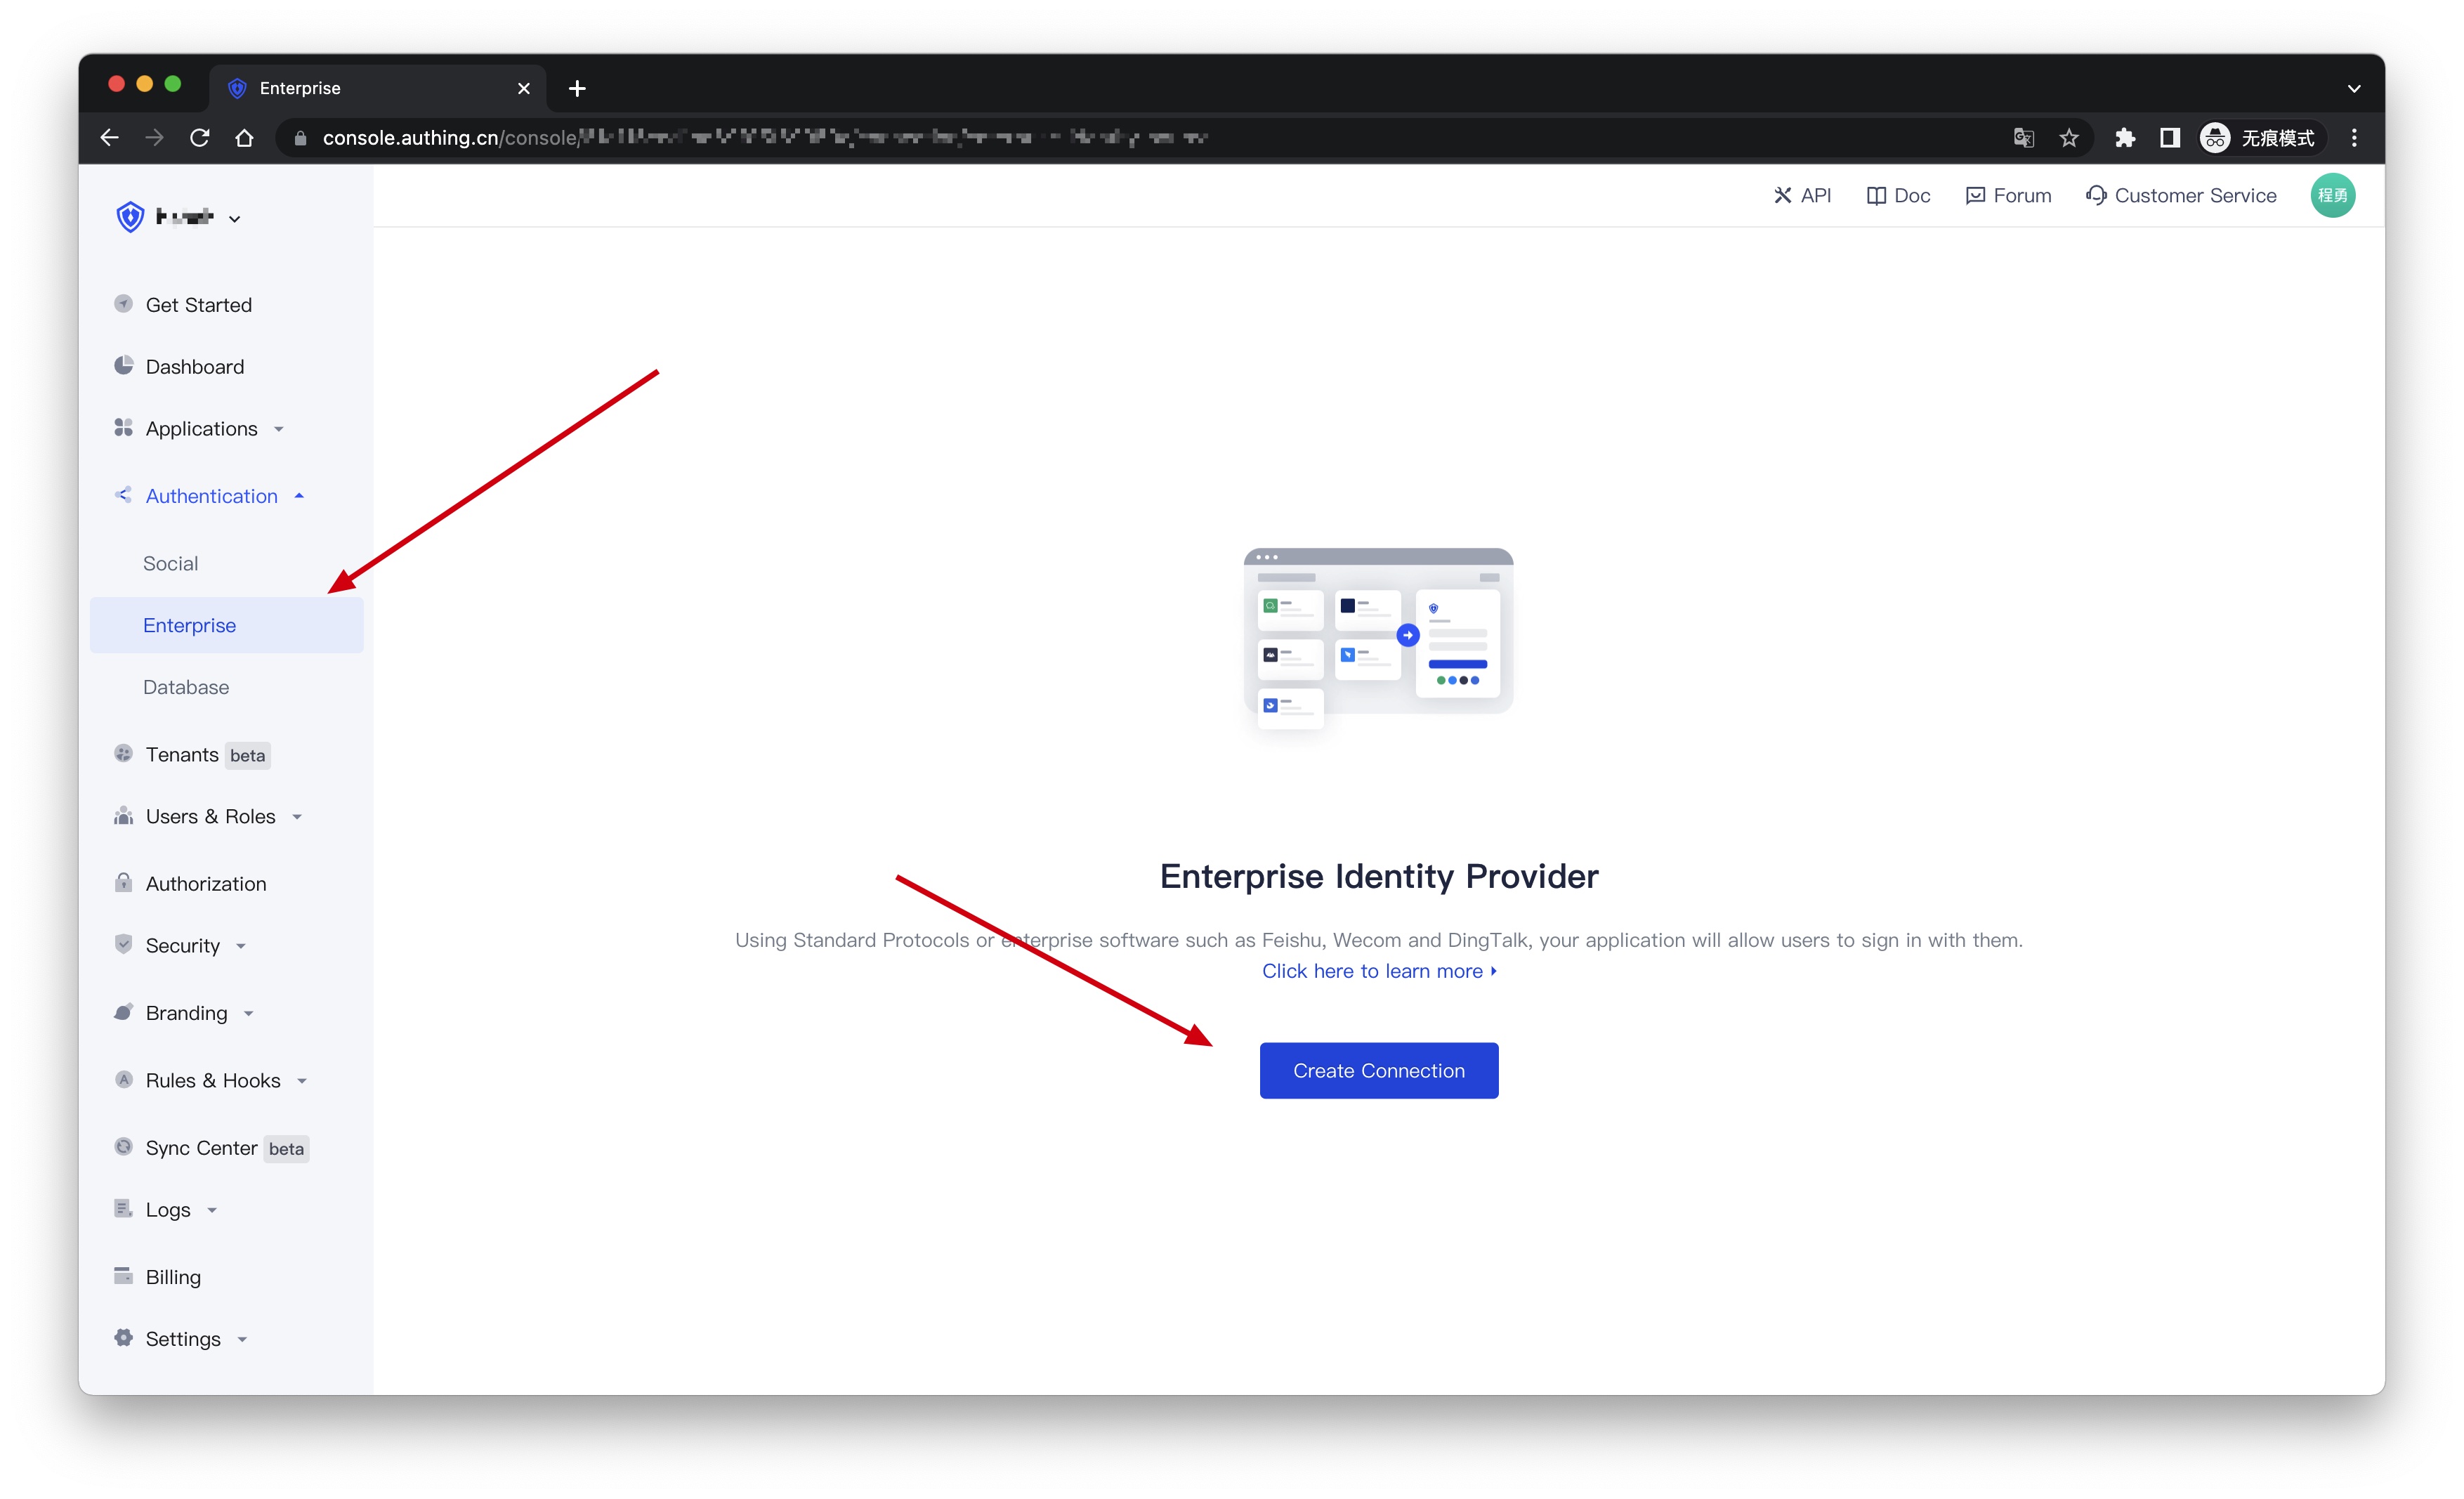 Enterprise
console.authing.cn/console/
无痕模式
API
Doc
Forum
Customer Service
程勇
Get Started
Dashboard
Applications
Authentication
Social
Enterprise
Database
Tenants beta
Users & Roles
Authorization
Security
Branding
Rules & Hooks
Sync Center beta
Logs
Billing
Settings
Enterprise Identity Provider
Using Standard Protocols or enterprise software such as Feishu, Wecom and DingTalk, your application will allow users to sign in with them.
Click here to learn more
Create Connection